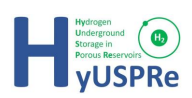 Hydrogen
Underground
Storage in
Porous Reservoirs
H₂
HyUSPRe